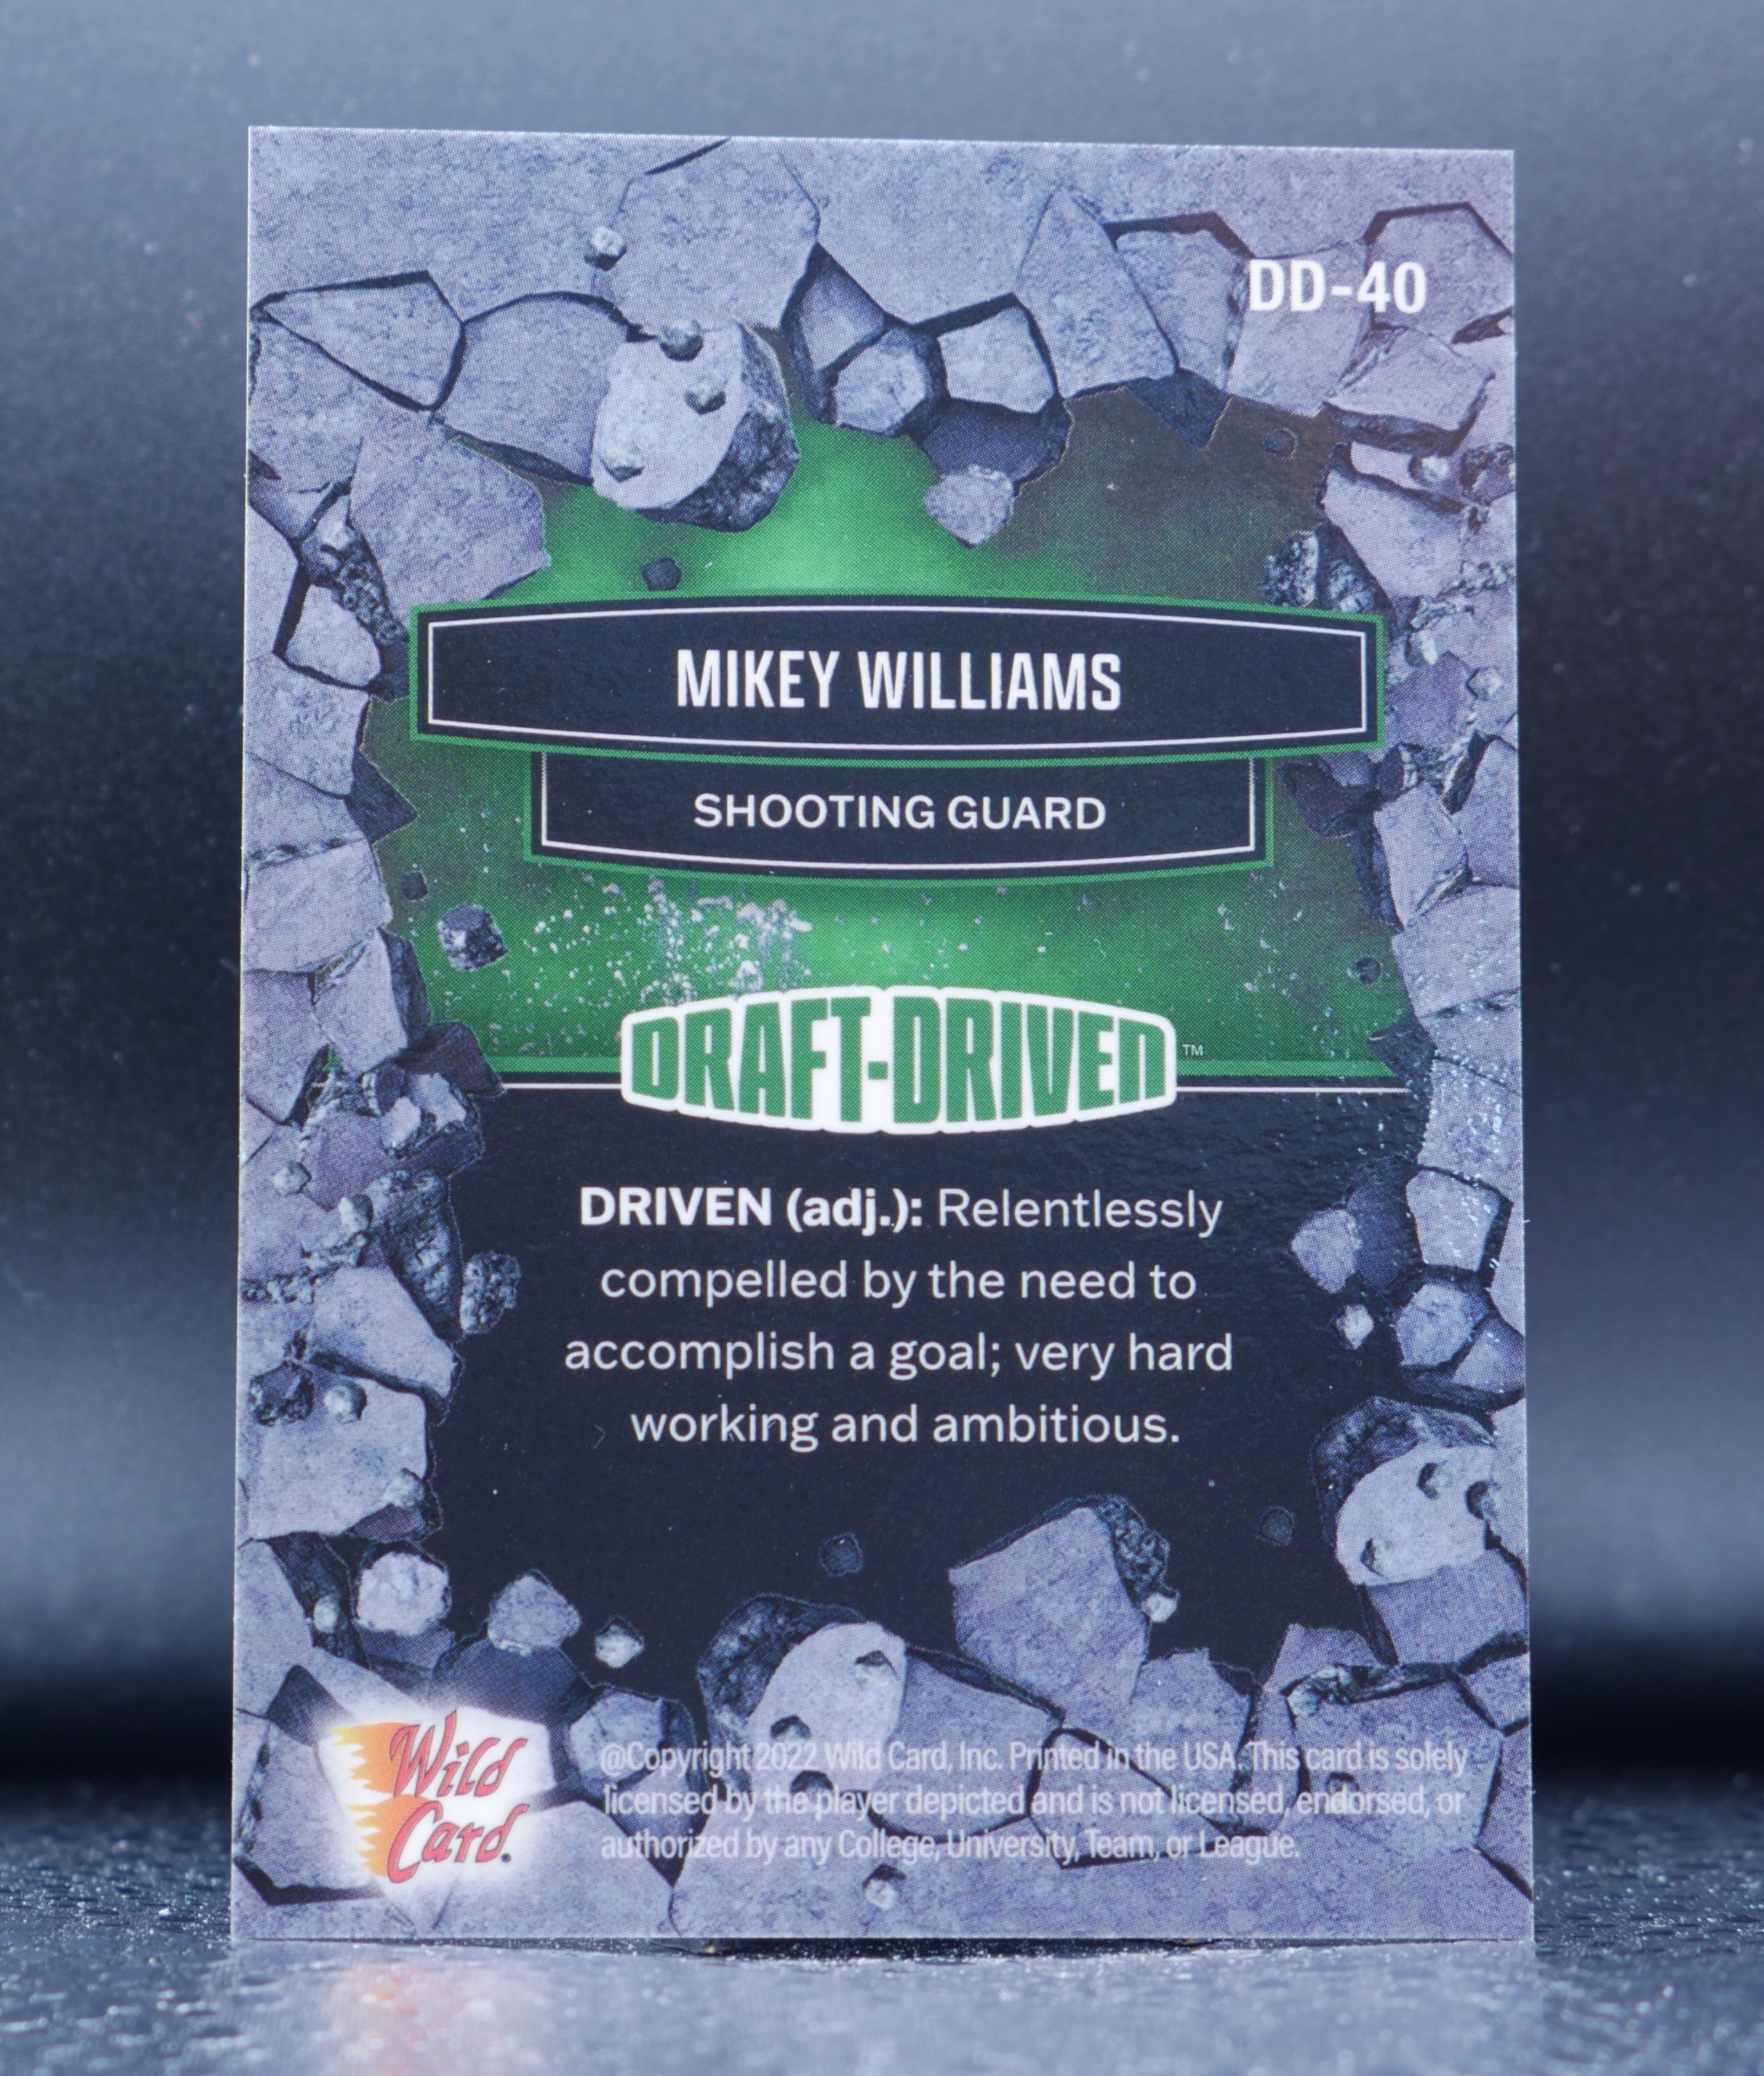 DD-40
MIKEY WILLIAMS
SHOOTING GUARD
DRAFT-DRIVEN™
DRIVEN (adj.): Relentlessly
compelled by the need to
accomplish a goal; very hard
working and ambitious.
Wild
Card.
@Copyright 2022 Wild Card, Inc. Printed in the USA. This card is solely
licensed by the player depicted and is not licensed, endorsed, or
authorized by any College, University, Team, or League.